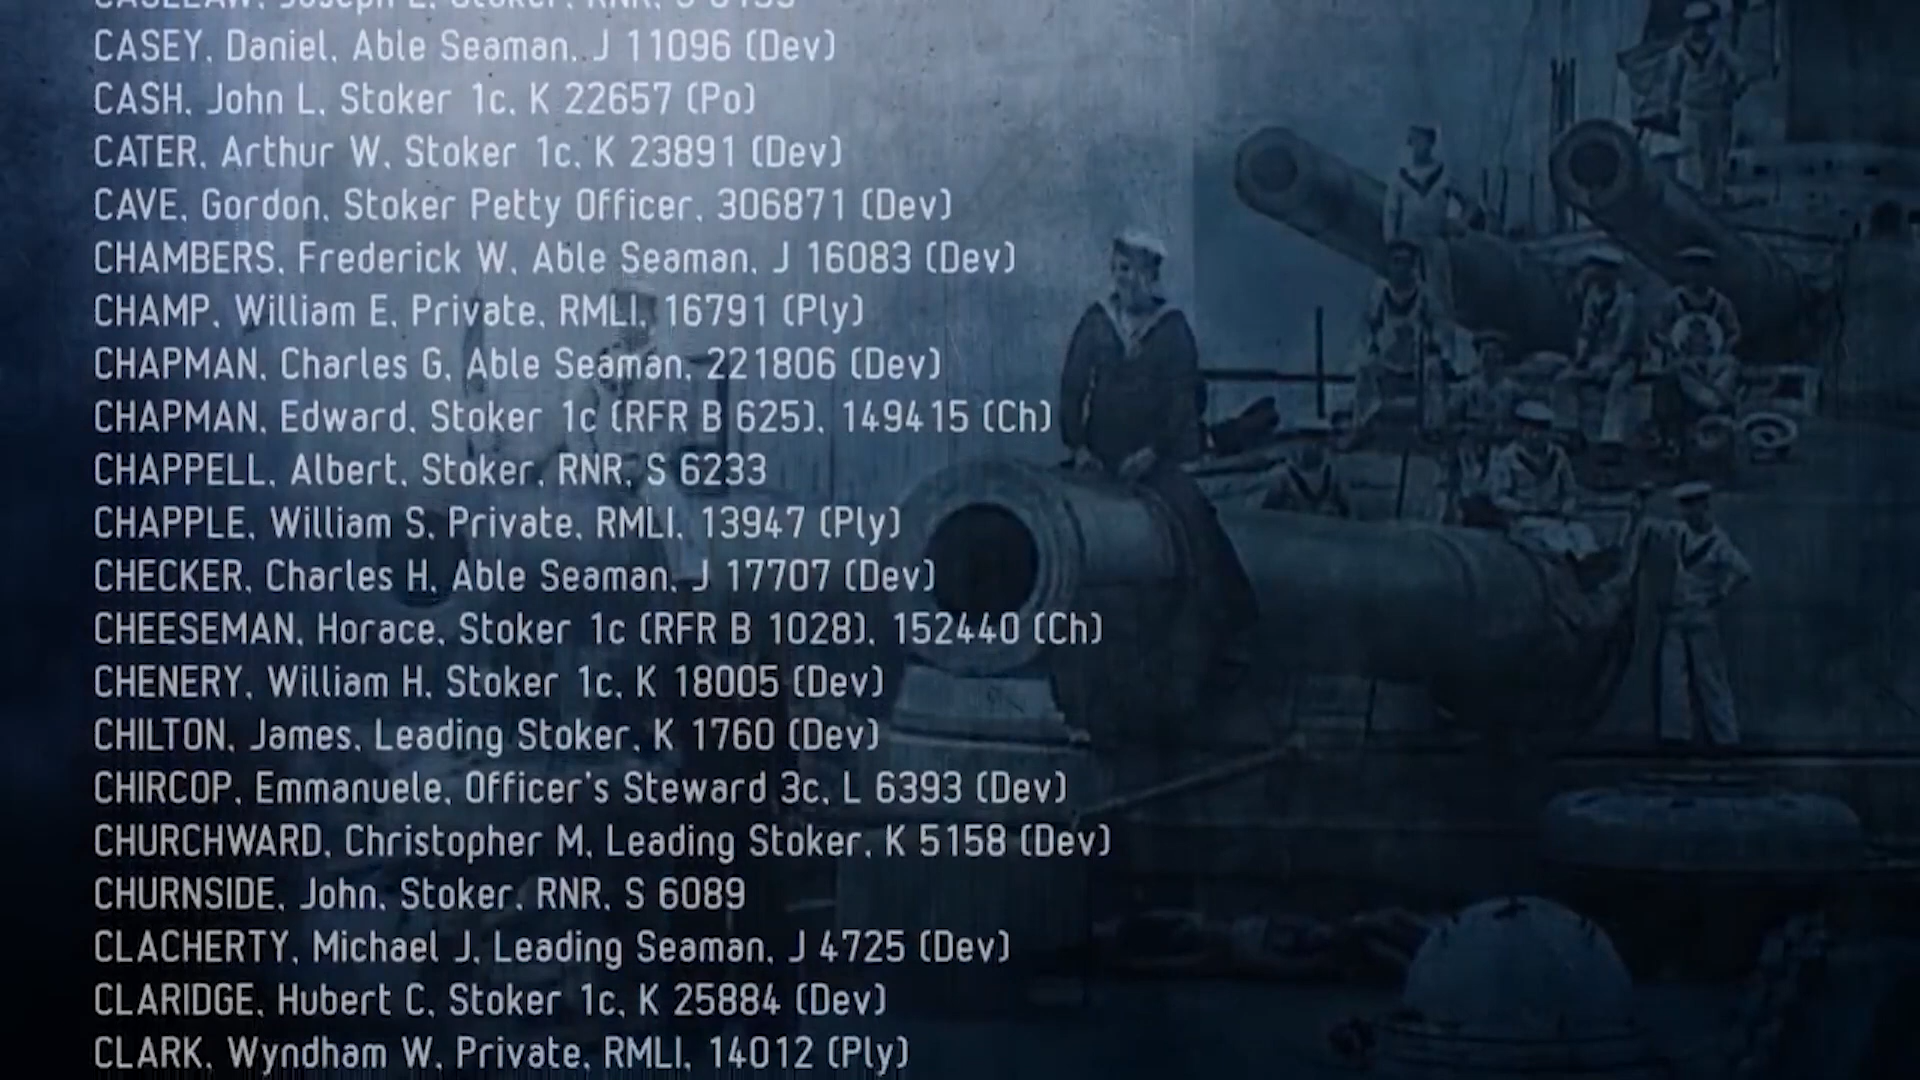 CASEY, Daniel, Able Seaman, J 11096 (Dev)
CASH, John L, Stoker 1c, K 22657 (Po)
CATER, Arthur W, Stoker 1c, K 23891 (Dev)
CAVE, Gordon, Stoker Petty Officer, 306871 (Dev)
CHAMBERS, Frederick W, Able Seaman, J 16083 (Dev)
CHAMP, William E, Private, RMLI, 16791 (Ply)
CHAPMAN, Charles G, Able Seaman, 221806 (Dev)
CHAPMAN, Edward, Stoker 1c (RFR B 625), 149415 (Ch)
CHAPPELL, Albert, Stoker, RNR, S 6233
CHAPPLE, William S, Private, RMLI, 13947 (Ply)
CHECKER, Charles H, Able Seaman, J 17707 (Dev)
CHEESEMAN, Horace, Stoker 1c (RFR B 1028), 152440 (Ch)
CHENERY, William H, Stoker 1c, K 18005 (Dev)
CHILTON, James, Leading Stoker, K 1760 (Dev)
CHIRCOP, Emmanuele, Officer's Steward 3c, L 6393 (Dev)
CHURCHWARD, Christopher M, Leading Stoker, K 5158 (Dev)
CHURNSIDE, John, Stoker, RNR, S 6089
CLACHERTY, Michael J, Leading Seaman, J 4725 (Dev)
CLARIDGE, Hubert C, Stoker 1c, K 25884 (Dev)
CLARK, Wyndham W, Private, RMLI, 14012 (Ply)